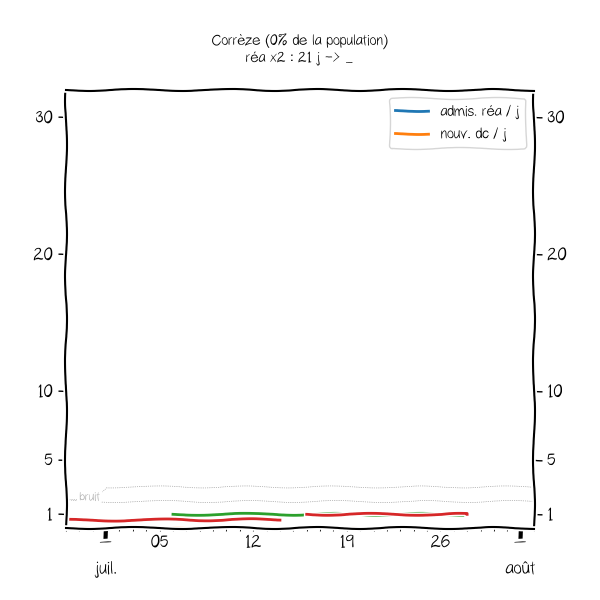 Corrèze (0% de la population)
réa x2 : 21 j -> _
admis. réa / j
nouv. dc / j
30
30
20
20
10
10
5
5
_ bruit
1
1
05
12
19
26
juil.
août